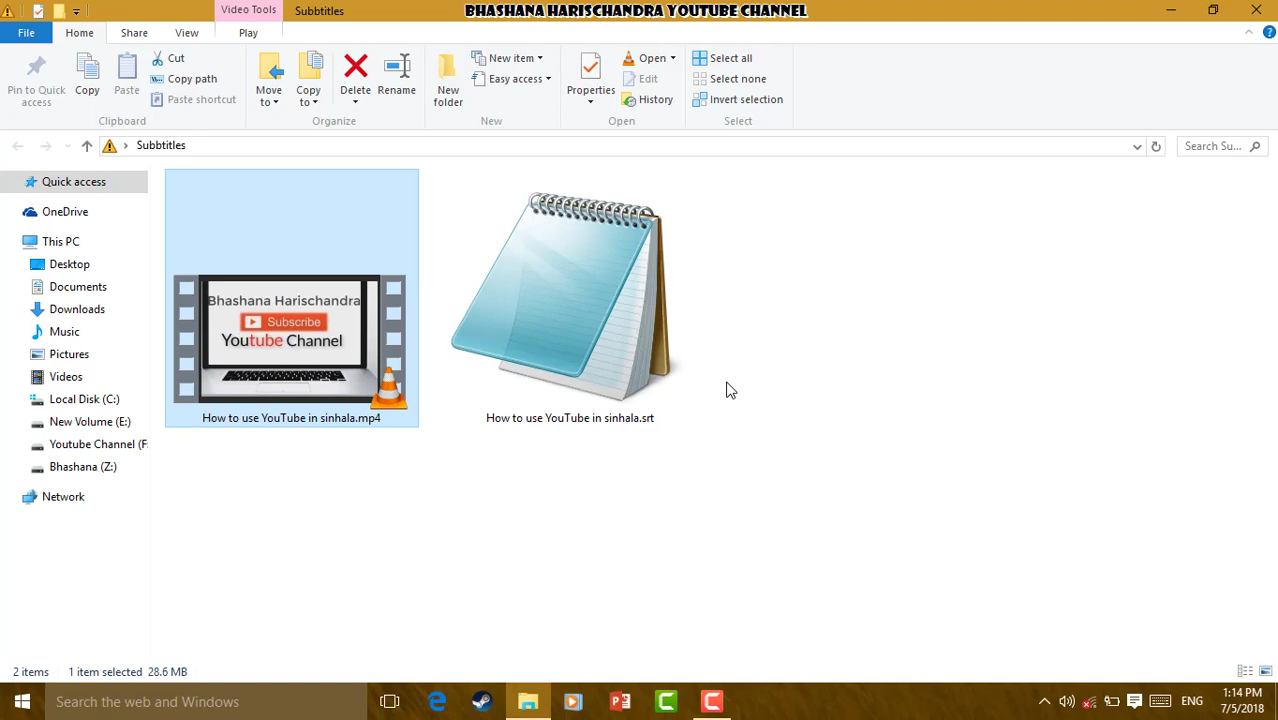 Video Tools
Subbtitles
BHASHANA HARISCHANDRA YOUTUBE CHANNEL
File
Home
Share
View
Play
Pin to Quick access
Copy
Paste
Cut
Copy path
Paste shortcut
Clipboard
Move to
Copy to
Delete
Rename
Organize
New folder
New item
Easy access
New
Properties
Open
Edit
History
Open
Select all
Select none
Invert selection
Select
Subbtitles
Search Su...
Quick access
OneDrive
This PC
Desktop
Documents
Downloads
Music
Pictures
Videos
Local Disk (C:)
New Volume (E:)
Youtube Channel (F:
Bhashana (Z:)
Network
Bhashana Harischandra
Subscribe
Youtube Channel
How to use YouTube in sinhala.mp4
How to use YouTube in sinhala.srt
2 items
1 item selected 28.6 MB
Search the web and Windows
ENG
1:14 PM
7/5/2018